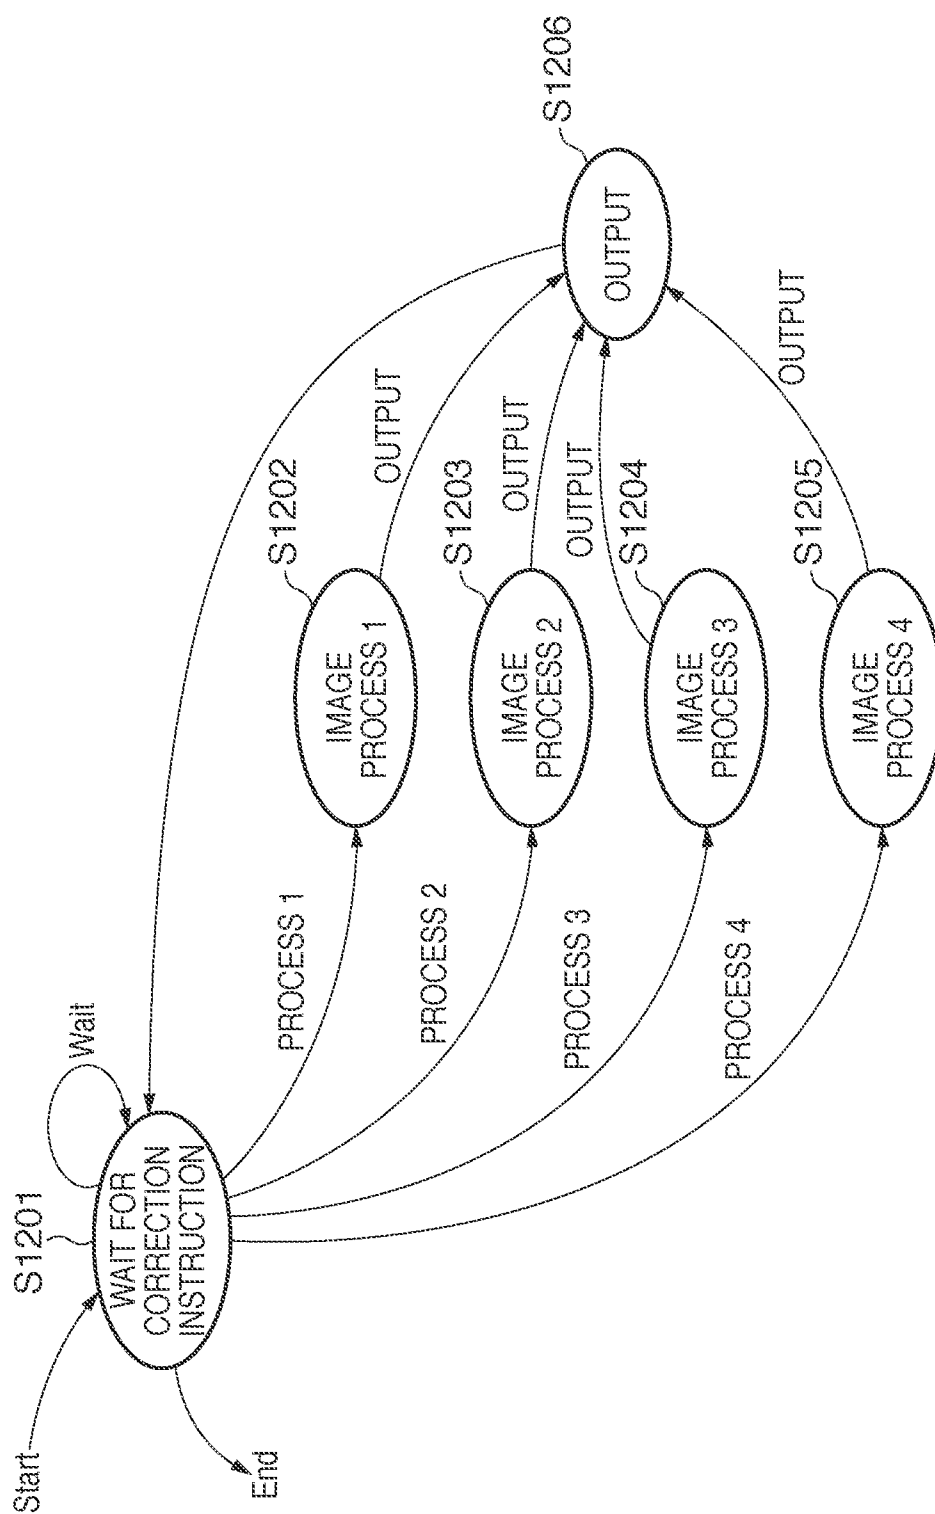 Start
S1201
Wait
WAIT FOR
CORRECTION
INSTRUCTION
End
PROCESS 1
PROCESS 2
PROCESS 3
PROCESS 4
S1202
IMAGE
PROCESS 1
S1203
IMAGE
PROCESS 2
S1204
IMAGE
PROCESS 3
S1205
IMAGE
PROCESS 4
OUTPUT
OUTPUT
OUTPUT
OUTPUT
S1206
OUTPUT